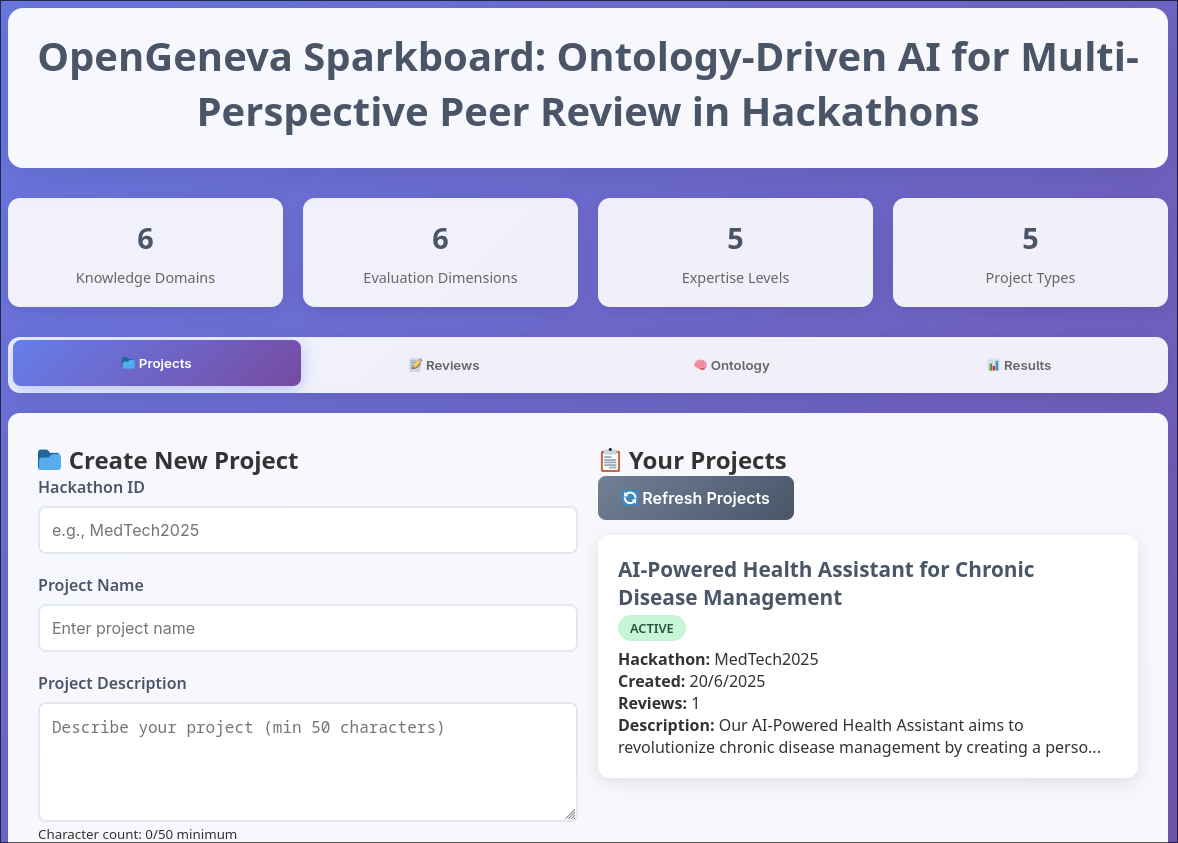 OpenGeneva Sparkboard: Ontology-Driven AI for Multi-
Perspective Peer Review in Hackathons
6
Knowledge Domains
6
Evaluation Dimensions
5
Expertise Levels
5
Project Types
Projects
Reviews
Ontology
Results
Create New Project
Hackathon ID
e.g., MedTech2025
Project Name
Enter project name
Project Description
Describe your project (min 50 characters)
Character count: 0/50 minimum
Your Projects
Refresh Projects
AI-Powered Health Assistant for Chronic
Disease Management
ACTIVE
Hackathon: MedTech2025
Created: 20/6/2025
Reviews: 1
Description: Our AI-Powered Health Assistant aims to
revolutionize chronic disease management by creating a perso...